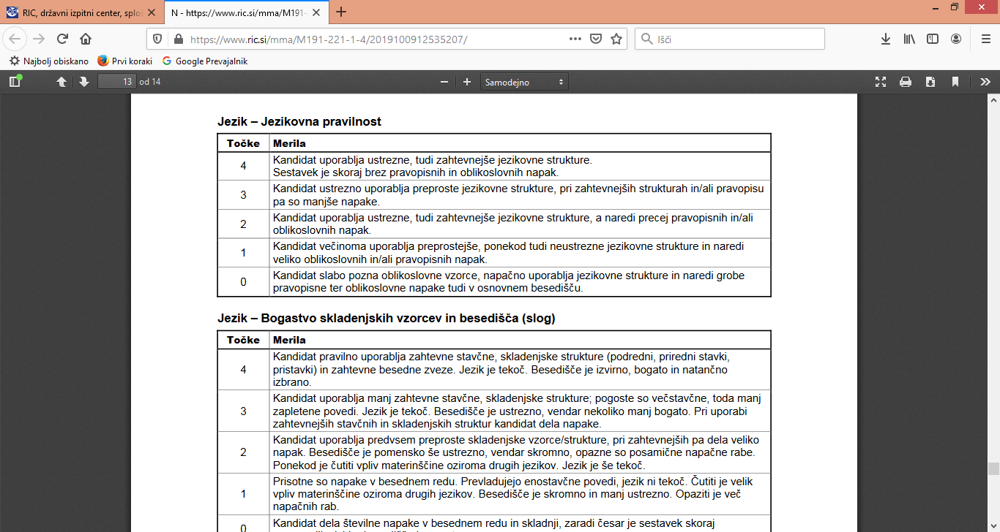 RIC, državni izpitni center, splo
N - https://www.ric.si/mma/M191-
https://www.ric.si/mma/M191-221-1-4/2019100912535207/
Išči
Najbolj obiskano
Prvi koraki
Google Prevajalnik
13 od 14
Samodejno
Jezik – Jezikovna pravilnost
Točke Merila
4 Kandidat uporablja ustrezne, tudi zahtevnejše jezikovne strukture.
Sestavek je skoraj brez pravopisnih in oblikoslovnih napak.
3 Kandidat ustrezno uporablja preproste jezikovne strukture, pri zahtevnejših strukturah in/ali pravopisu
pa so manjše napake.
2 Kandidat uporablja ustrezne, tudi zahtevnejše jezikovne strukture, a naredi precej pravopisnih in/ali
oblikoslovnih napak.
1 Kandidat večinoma uporablja preprostejše, ponekod tudi neustrezne jezikovne strukture in naredi
veliko oblikoslovnih in/ali pravopisnih napak.
0 Kandidat slabo pozna oblikoslovne vzorce, napačno uporablja jezikovne strukture in naredi grobe
pravopisne ter oblikoslovne napake tudi v osnovnem besedišču.
Jezik – Bogastvo skladenjskih vzorcev in besedišča (slog)
Točke Merila
4 Kandidat pravilno uporablja zahtevne stavčne, skladenjske strukture (podredni, priredni stavki,
pristavki) in zahtevne besedne zveze. Jezik je tekoč. Besedišče je izvirno, bogato in natančno
izbrano.
3 Kandidat uporablja manj zahtevne stavčne, skladenjske strukture; pogoste so večstavčne, toda manj
zapletene povedi. Jezik je tekoč. Besedišče je ustrezno, vendar nekoliko manj bogato. Pri uporabi
zahtevnejših stavčnih in skladenjskih struktur kandidat dela napake.
2 Kandidat uporablja predvsem preproste skladenjske vzorce/strukture, pri zahtevnejših pa dela veliko
napak. Besedišče je pomensko še ustrezno, vendar skromno, opazne so posamične napačne rabe.
Ponekod je čutiti vpliv materinščine oziroma drugih jezikov. Jezik je še tekoč.
1 Prisotne so napake v besednem redu. Prevladujejo enostavčne povedi, jezik ni tekoč. Čutiti je velik
vpliv materinščine oziroma drugih jezikov. Besedišče je skromno in manj ustrezno. Opaziti je več
napačnih rab.
0 Kandidat dela številne napake v besednem redu in skladnji, zaradi česar je sestavek skoraj